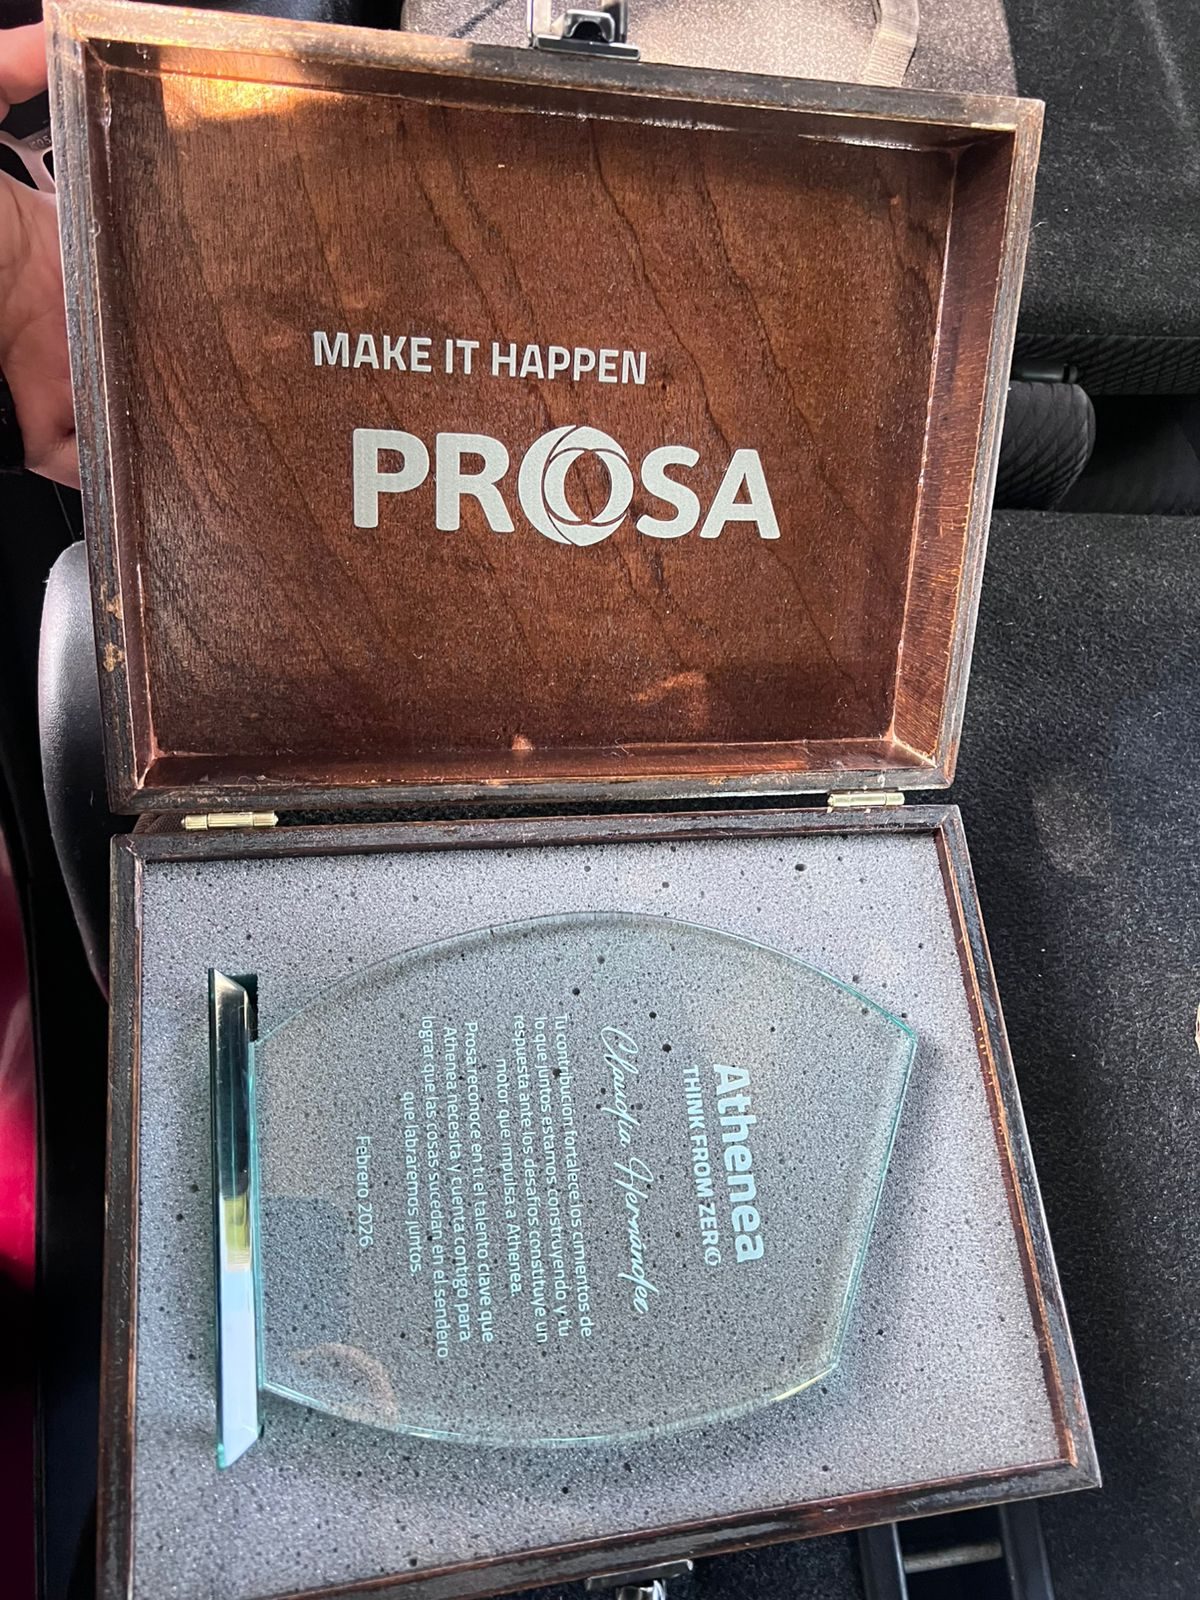 MAKE IT HAPPEN
PROSA
Athenea
THINK FROM ZERO
Claudia Hernández
Tu contribución fortalece los cimientos de
lo que juntos estamos construyendo y tu
respuesta ante los desafíos constituye un
motor que impulsa a Athenea.
Prosa reconoce en ti el talento clave que
Athenea necesita y cuenta contigo para
lograr que las cosas sucedan en el sendero
que labraremos juntos.
Febrero 2026